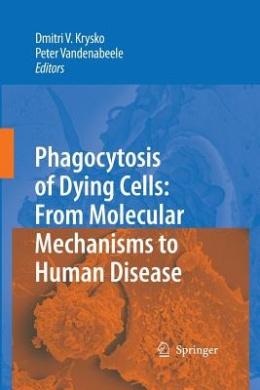 Dmitri V. Krysko
Peter Vandenabeele
Editors
Phagocytosis
of Dying Cells:
From Molecular
Mechanisms to
Human Disease
Springer